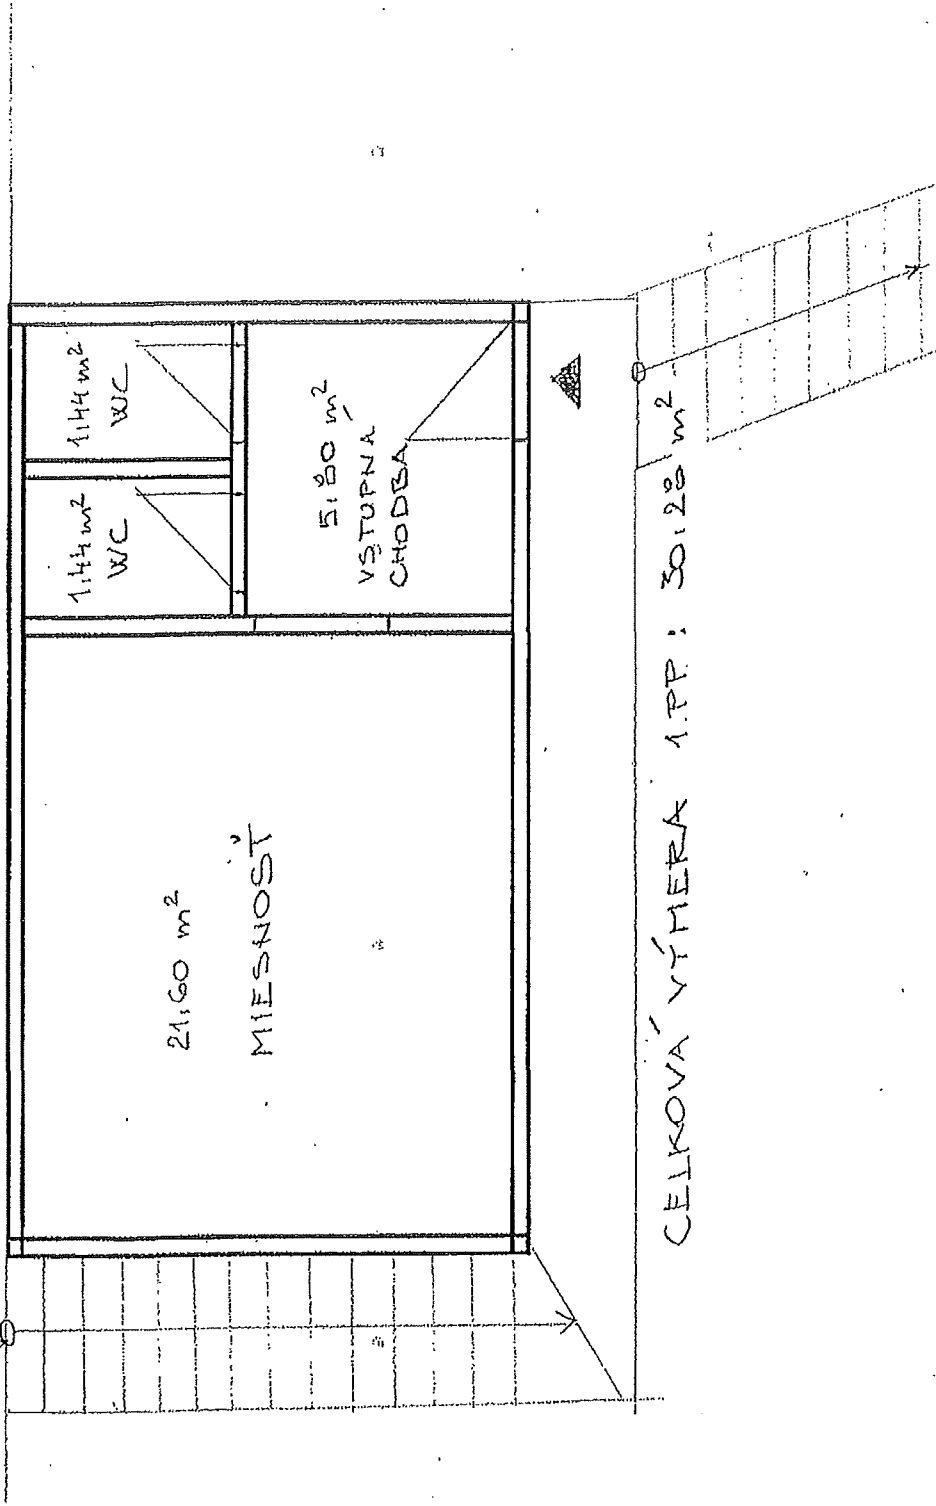 1,44 m²
WC
1,44 m²
WC
5,80 m²
VSTUPNÁ
CHODBA
21,60 m²
MIESNOSŤ
CELKOVÁ VÝMERA 1.PP: 30,28 m²